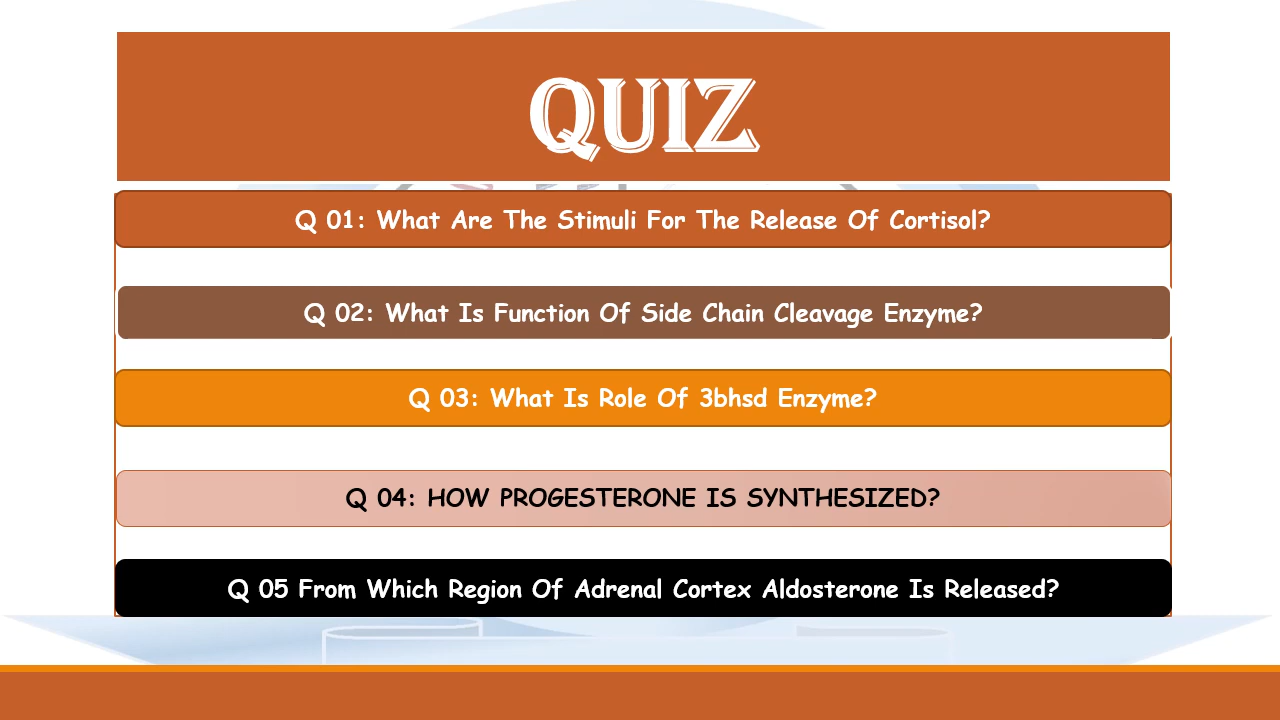 QUIZ
Q 01: What Are The Stimuli For The Release Of Cortisol?
Q 02: What Is Function Of Side Chain Cleavage Enzyme?
Q 03: What Is Role Of 3bhsd Enzyme?
Q 04: HOW PROGESTERONE IS SYNTHESIZED?
Q 05 From Which Region Of Adrenal Cortex Aldosterone Is Released?